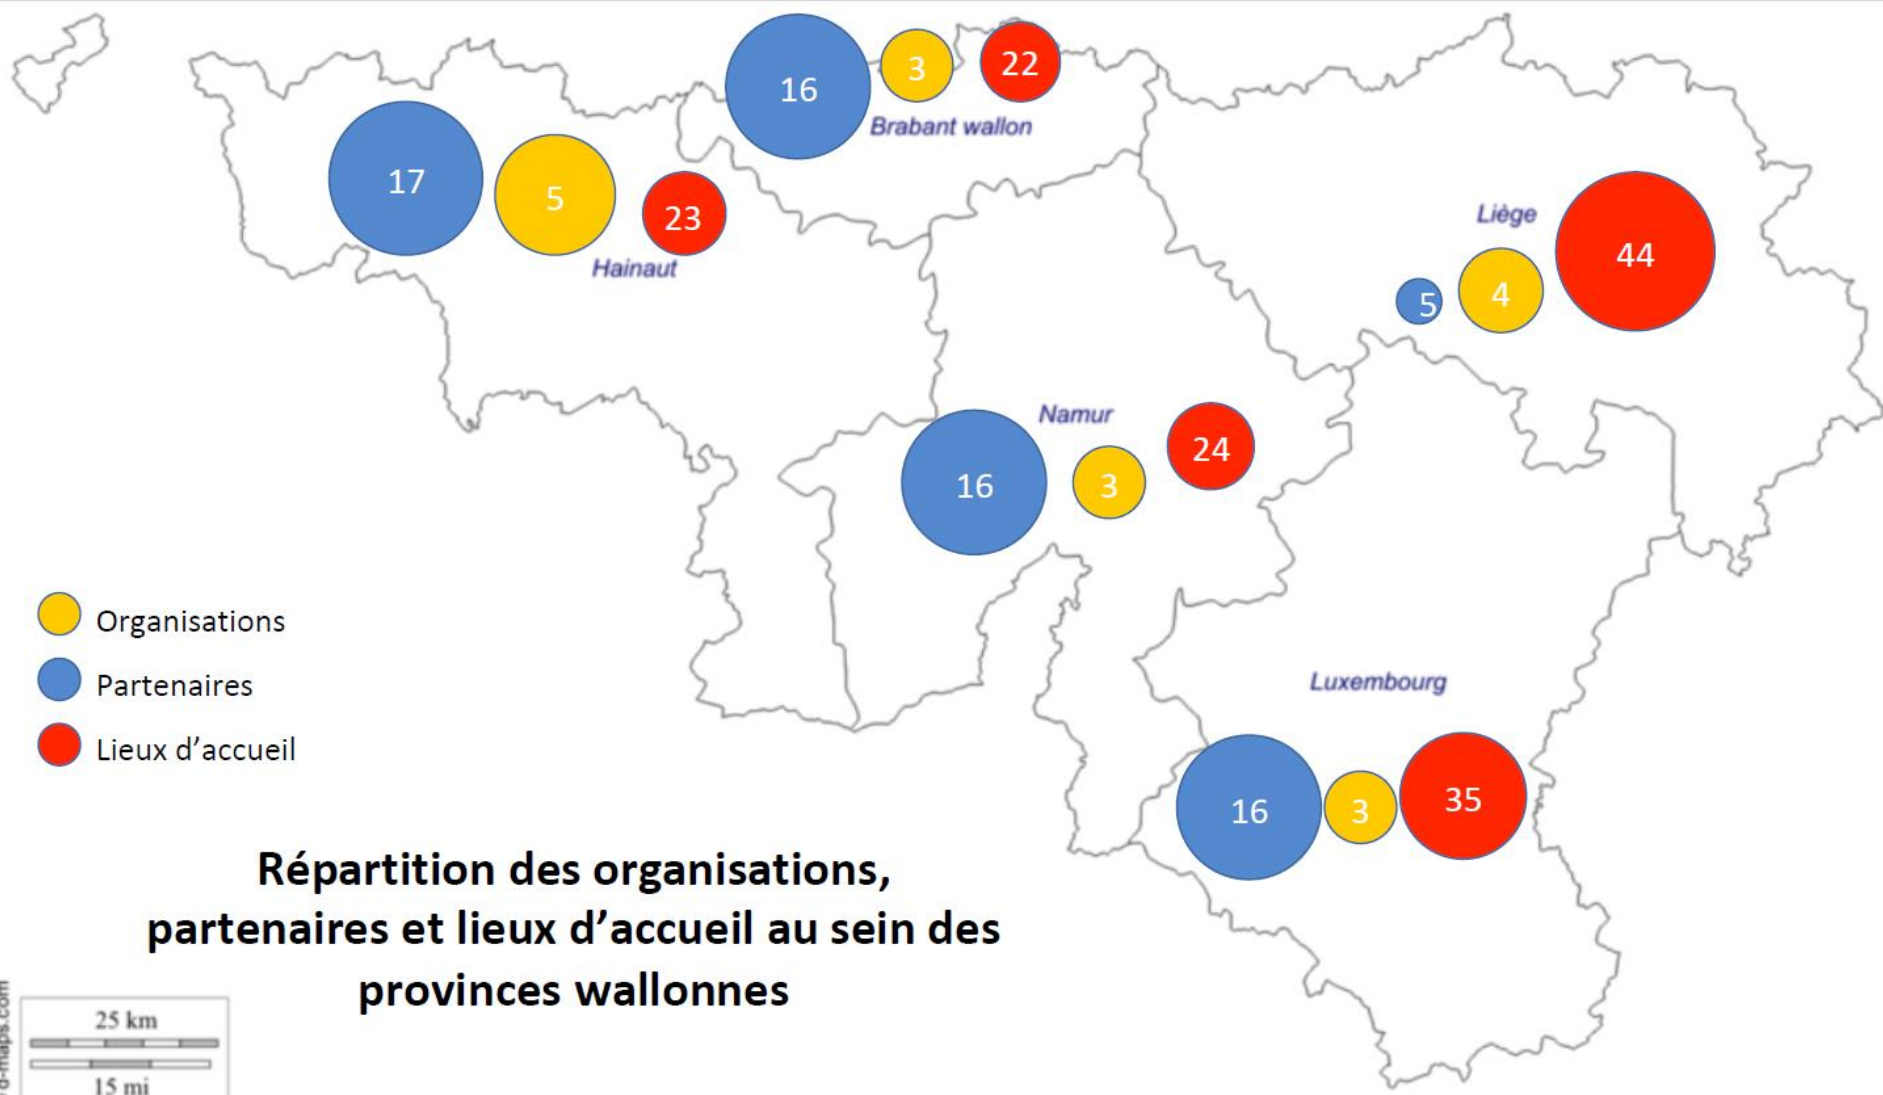 16
3
22
Brabant wallon
17
5
23
Hainaut
Liège
44
5
4
Namur
24
16
3
Organisations
Partenaires
Lieux d'accueil
Luxembourg
16
3
35
Répartition des organisations,
partenaires et lieux d'accueil au sein des
provinces wallonnes
25 km
15 mi
d-maps.com